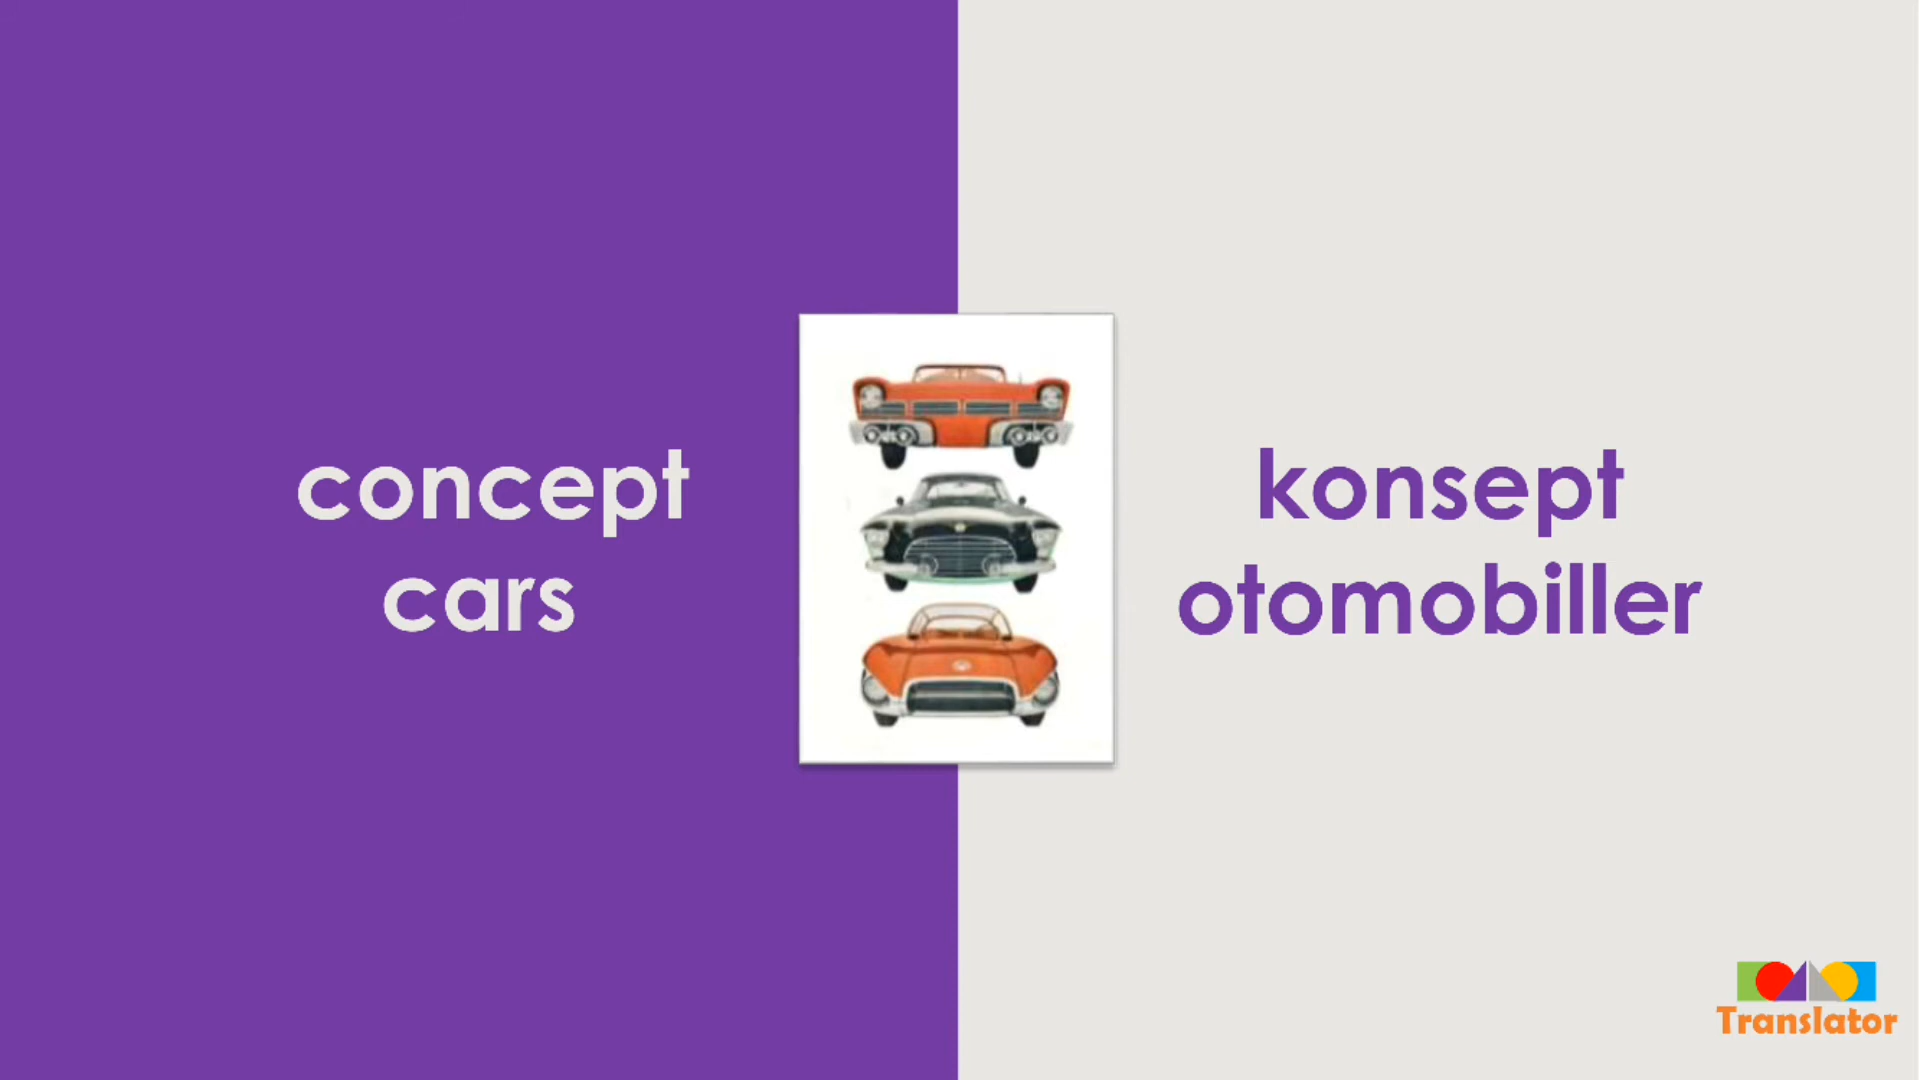 concept
cars
konsept
otomobiller
Translator